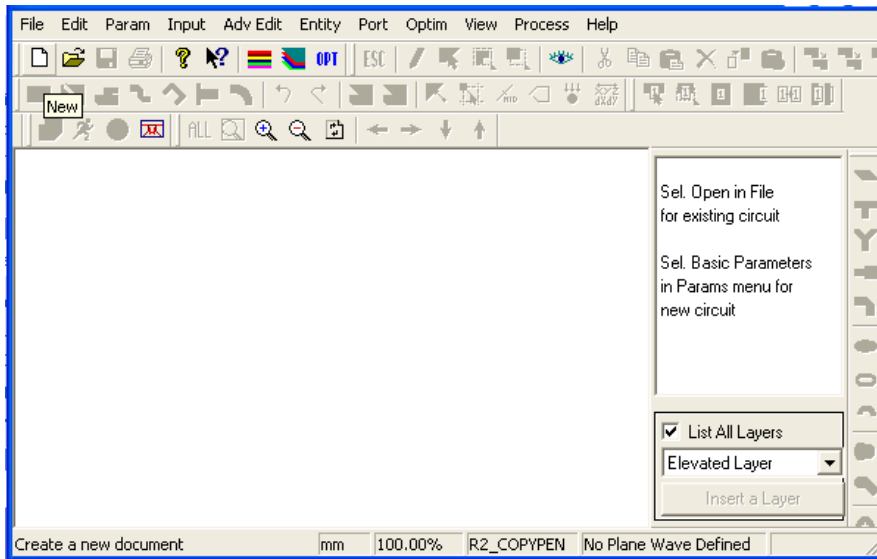 File Edit Param Input Adv Edit Entity Port Optim View Process Help
? ? OPT ESC
New MID dxdy
ALL
Sel. Open in File
for existing circuit
Sel. Basic Parameters
in Params menu for
new circuit
List All Layers
Elevated Layer
Insert a Layer
Create a new document mm 100.00% R2_COPYPEN No Plane Wave Defined